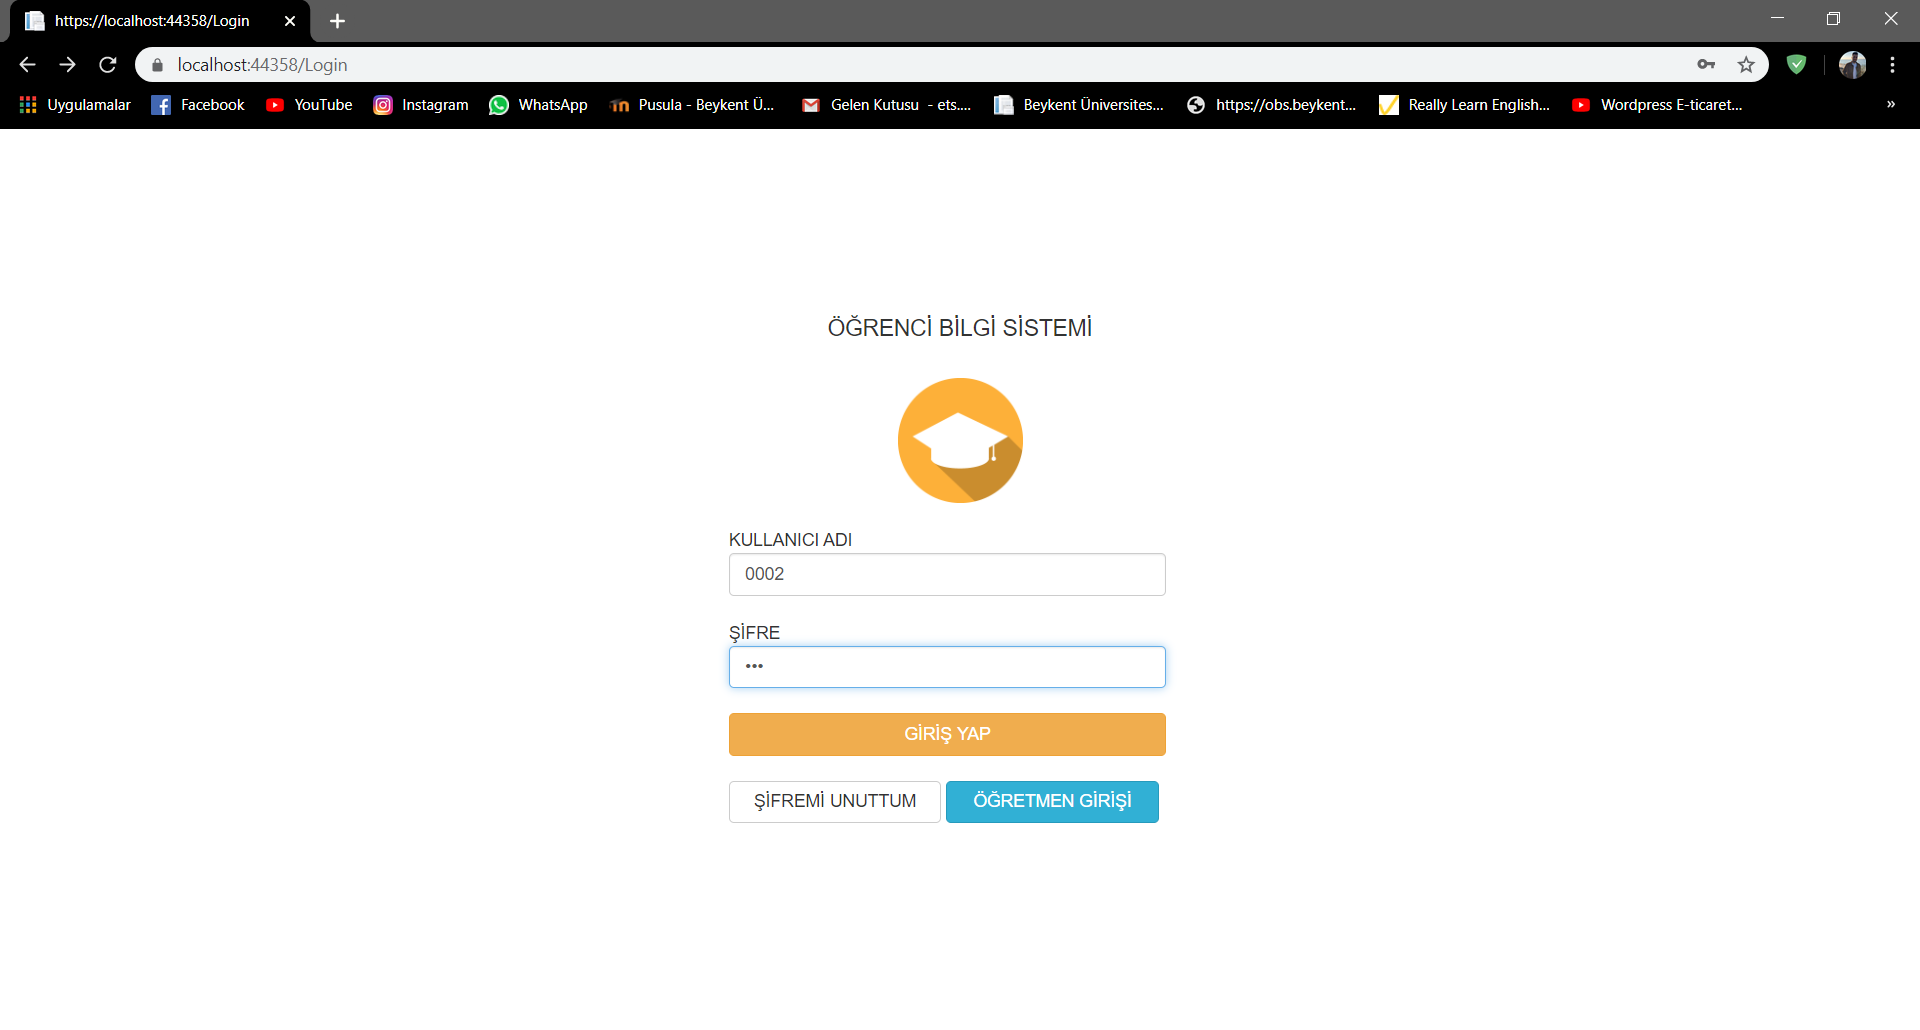 https://localhost:44358/Login
localhost:44358/Login
Uygulamalar Facebook YouTube Instagram WhatsApp Pusula - Beykent Ü... Gelen Kutusu - ets.... Beykent Üniversites... https://obs.beykent... Really Learn English... Wordpress E-ticaret... »
ÖĞRENCİ BİLGİ SİSTEMİ
KULLANICI ADI
0002
ŞİFRE
•••
GİRİŞ YAP
ŞİFREMİ UNUTTUM ÖĞRETMEN GİRİŞİ